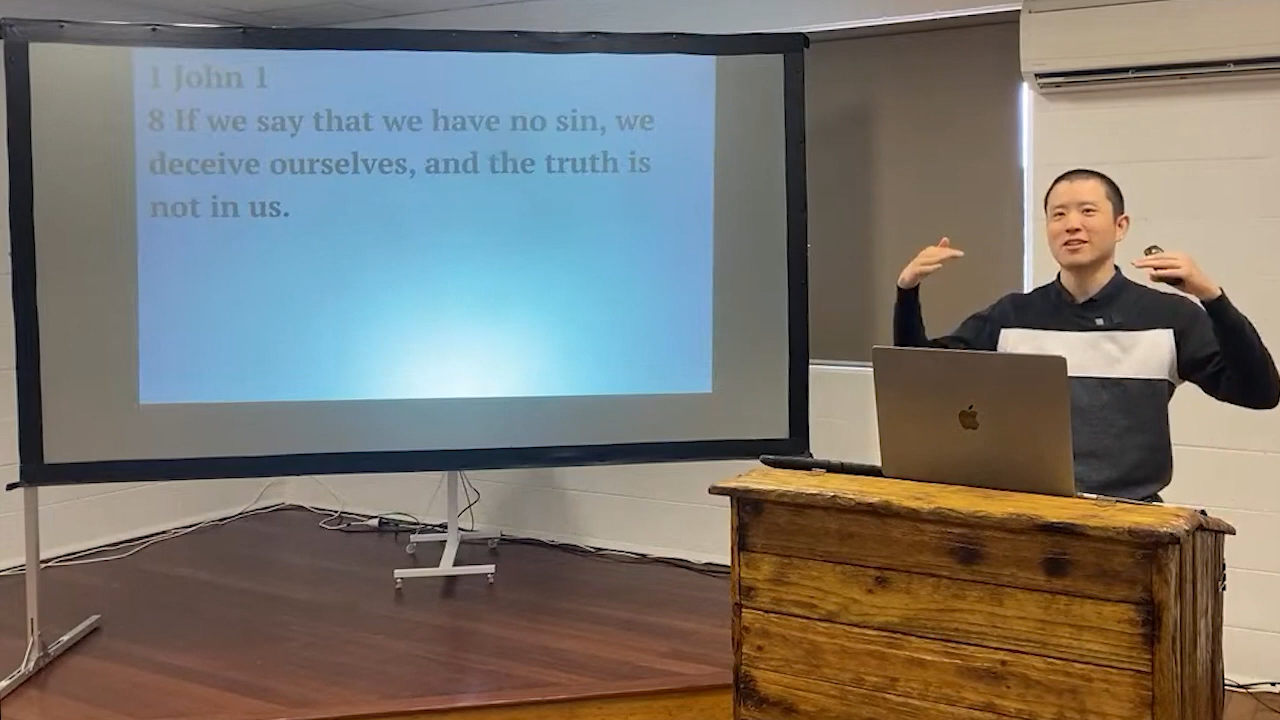 1 John 1
8 If we say that we have no sin, we
deceive ourselves, and the truth is
not in us.